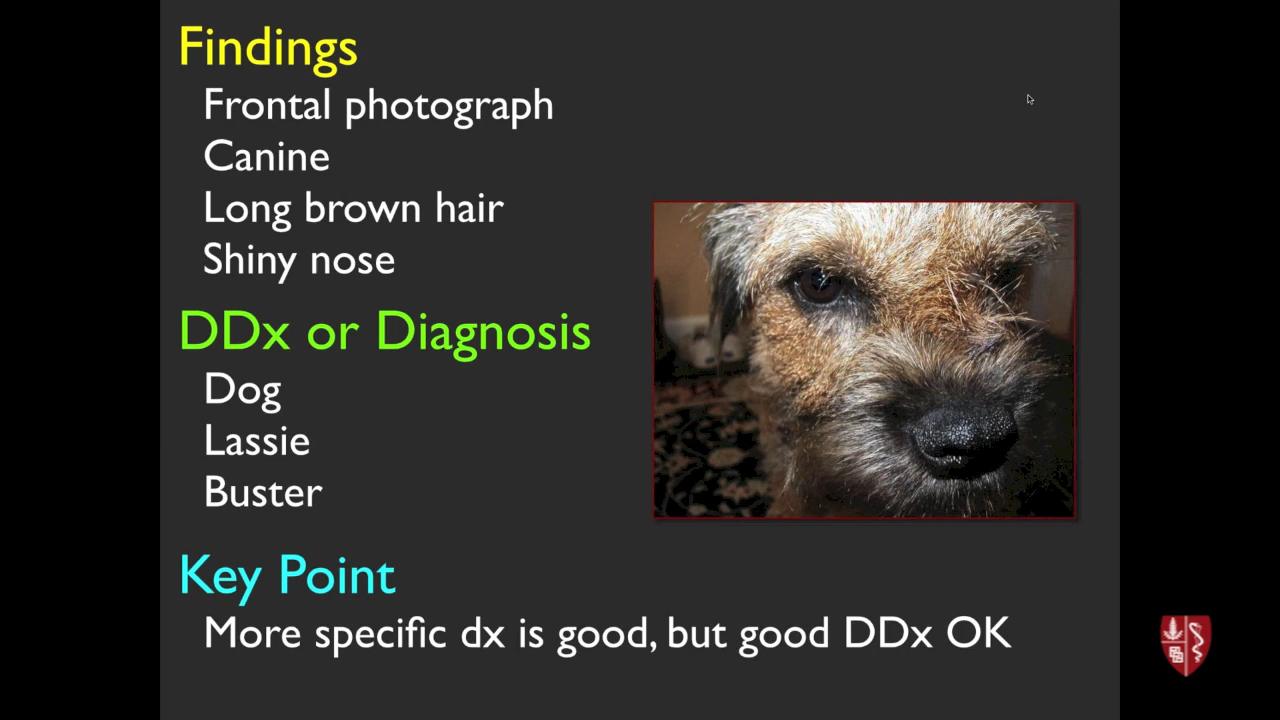 Findings
Frontal photograph
Canine
Long brown hair
Shiny nose
DDx or Diagnosis
Dog
Lassie
Buster
Key Point
More specific dx is good, but good DDx OK